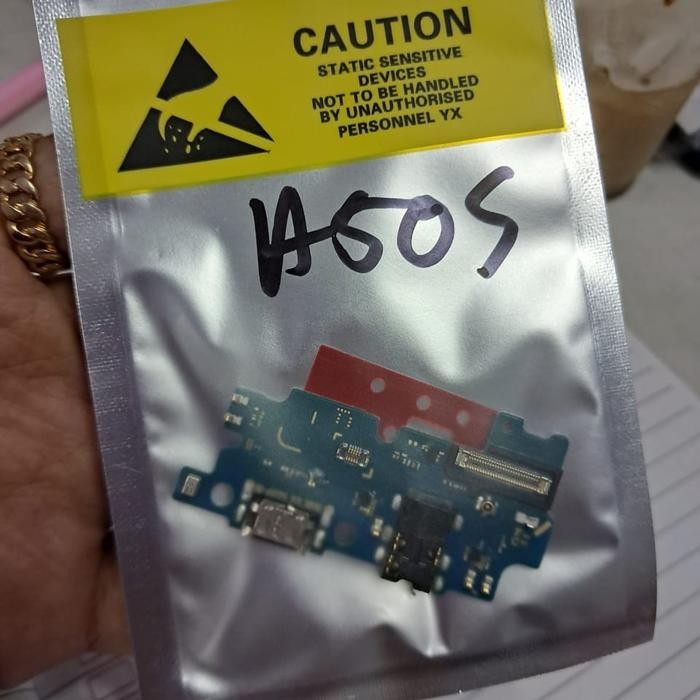 CAUTION
STATIC SENSITIVE
DEVICES
NOT TO BE HANDLED
BY UNAUTHORISED
PERSONNEL YX
A50S